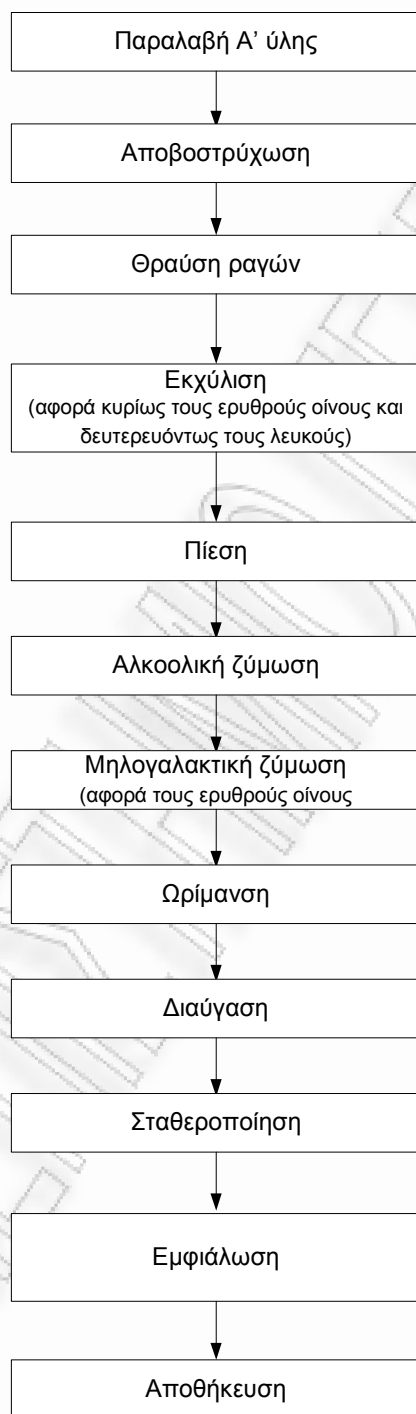 Παραλαβή Α’ ύλης
Αποβοστρύχωση
Θραύση ραγών
Εκχύλιση
(αφορά κυρίως τους ερυθρούς οίνους και
δευτερευόντως τους λευκούς)
Πίεση
Αλκοολική ζύμωση
Μηλογαλακτική ζύμωση
(αφορά τους ερυθρούς οίνους
Ωρίμανση
Διαύγαση
Σταθεροποίηση
Εμφιάλωση
Αποθήκευση